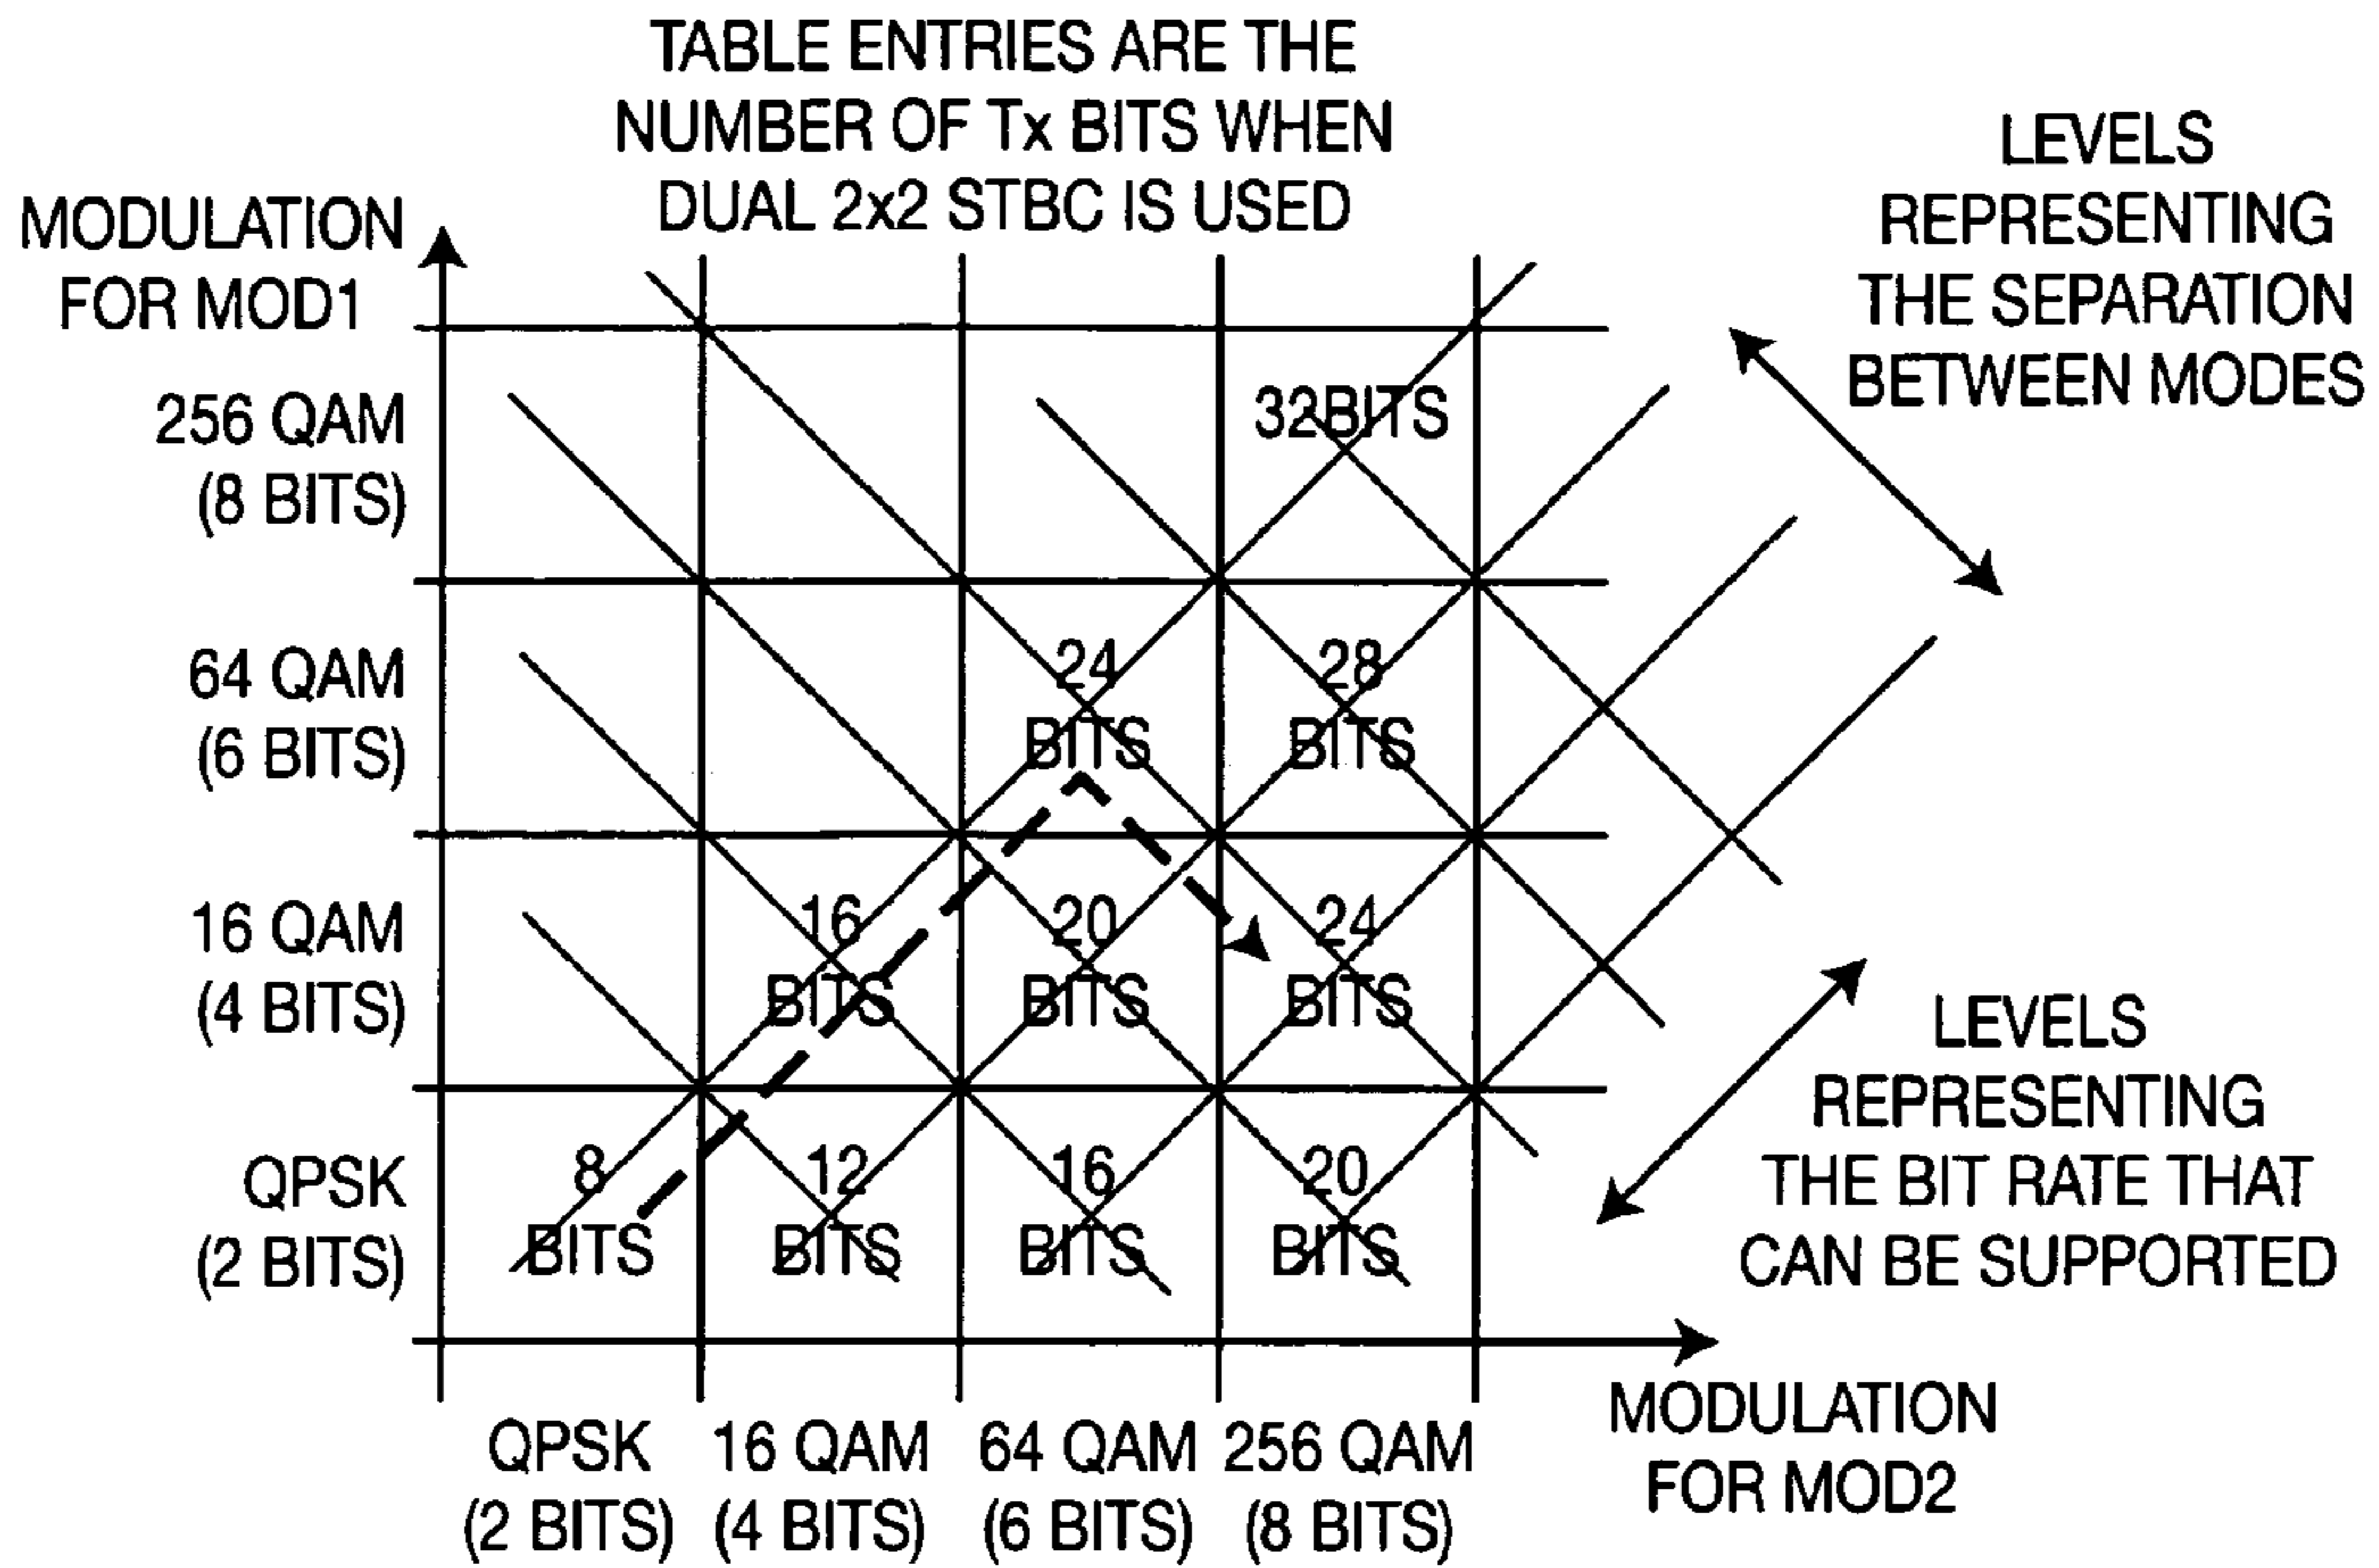 TABLE ENTRIES ARE THE
NUMBER OF Tx BITS WHEN
DUAL 2x2 STBC IS USED
MODULATION
FOR MOD1
LEVELS
REPRESENTING
THE SEPARATION
BETWEEN MODES
256 QAM
(8 BITS)
32BITS
64 QAM
(6 BITS)
24
BITS
28
BITS
16 QAM
(4 BITS)
16
BITS
20
BITS
24
BITS
QPSK
(2 BITS)
8
BITS
12
BITS
16
BITS
20
BITS
LEVELS
REPRESENTING
THE BIT RATE THAT
CAN BE SUPPORTED
QPSK
(2 BITS)
16 QAM
(4 BITS)
64 QAM
(6 BITS)
256 QAM
(8 BITS)
MODULATION
FOR MOD2